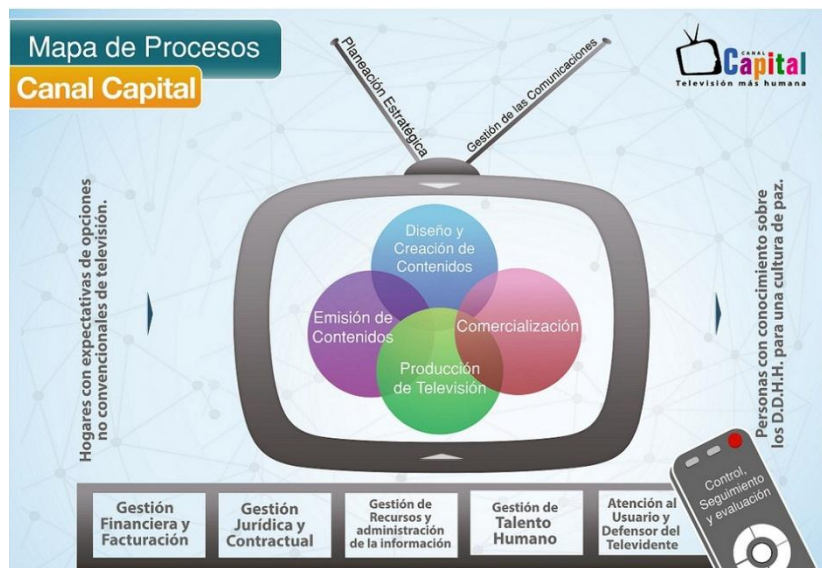 Mapa de Procesos
Canal Capital
Planeación Estratégica
Gestión de las Comunicaciones
CANAL
Capital
Televisión más humana
Hogares con expectativas de opciones
no convencionales de televisión.
Diseño y
Creación de
Contenidos
Emisión de
Contenidos
Comercialización
Producción
de Televisión
Personas con conocimiento sobre
los D.D.H.H. para una cultura de paz.
Control,
Seguimiento
y evaluación
Gestión
Financiera y
Facturación
Gestión
Jurídica y
Contractual
Gestión de
Recursos y
administración
de la información
Gestión de
Talento
Humano
Atención al
Usuario y
Defensor del
Televidente